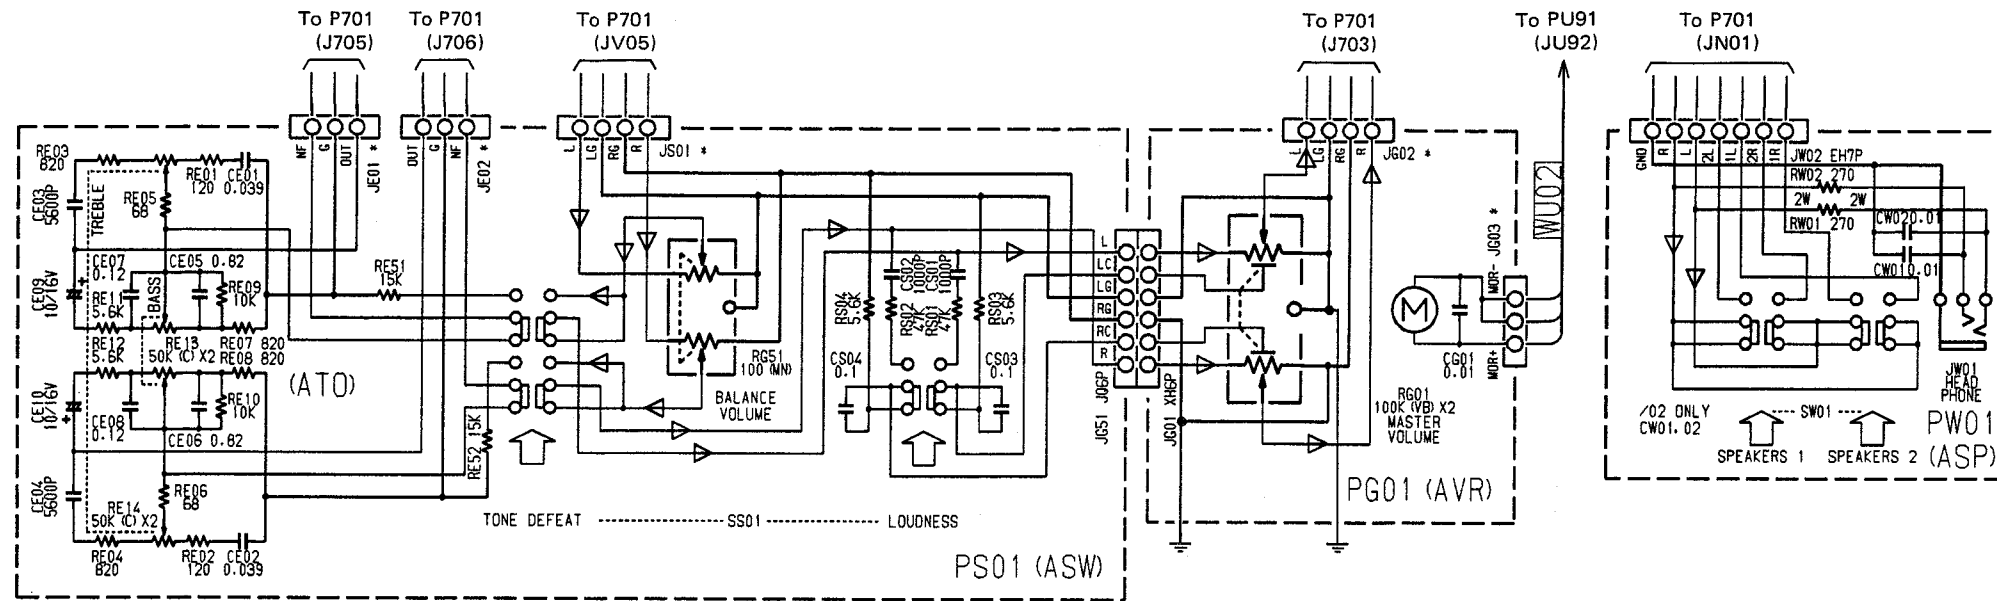 To P701
(J705)
To P701
(J706)
To P701
(JV05)
To P701
(J703)
To PU91
(JU92)
To P701
(JN01)
NF
G
OUT
JE01 *
OUT
G
NF
JE02 *
L
LG
RG
R
JS01 *
L
LG
RG
R
JG02 *
GND
R
L
2L
1L
2R
1R
JW02 EH7P
RE03
820
RE01
120
CE01
0.039
CE03
5600P
TREBLE
RE05
68
CE07
0.12
CE05 0.82
CE09
10/16V
RE11
5.6K
BASS
RE09
10K
RE51
15K
RE12
5.6K
RE13
50K (C) X2
RE07 820
RE08 820
(ATO)
CE10
10/16V
CE08
0.12
CE06 0.82
RE10
10K
RE52 15K
CE04
5600P
RE06
68
RE14
50K (C) X2
RE04
820
RE02
120
CE02
0.039
RG51
100 (MN)
BALANCE
VOLUME
TONE DEFEAT
SS01
LOUDNESS
RS04
5.6K
CS02
1000P
RS02
47K
CS01
1000P
RS01
47K
RS03
5.6K
CS04
0.1
CS03
0.1
PS01 (ASW)
L
LC
LG
RG
RC
R
JG51 J06P
JG01 XH6P
RG01
100K (VB) X2
MASTER
VOLUME
M
CG01
0.01
MOR-
JG03 *
MOR+
PG01 (AVR)
WU02
RW02 270
2W
2W
RW01 270
CW02 0.01
CW01 0.01
/02 ONLY
CW01.02
SW01
SPEAKERS 1
SPEAKERS 2
JW01
HEAD
PHONE
PW01
(ASP)